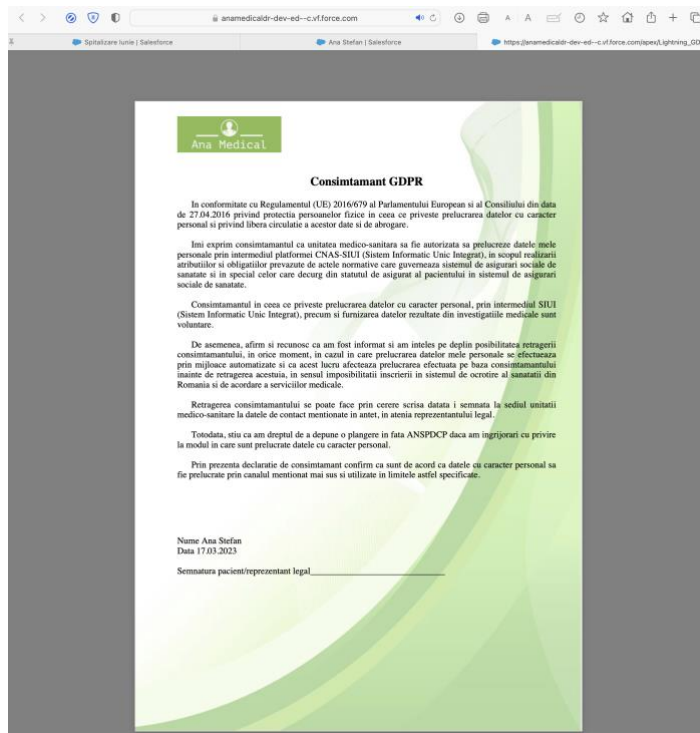 anamedicaldr-dev-ed--c.vf.force.com
A A
Spitalizare Iunie | Salesforce
Ana Stefan | Salesforce
https://anamedicaldr-dev-ed--c.vf.force.com/apex/Lightning_GD
Ana Medical
Consimtamant GDPR
In conformitate cu Regulamentul (UE) 2016/679 al Parlamentului European si al Consiliului din data
de 27.04.2016 privind protectia persoanelor fizice in ceea ce priveste prelucrarea datelor cu caracter
personal si privind libera circulatie a acestor date si de abrogare.
Imi exprim consimtamantul ca unitatea medico-sanitara sa fie autorizata sa prelucreze datele mele
personale prin intermediul platformei CNAS-SIUI (Sistem Informatic Unic Integrat), in scopul realizarii
atributiilor si obligatiilor prevazute de actele normative care guverneaza sistemul de asigurari sociale de
sanatate si in special celor care decurg din statutul de asigurat al pacientului in sistemul de asigurari
sociale de sanatate.
Consimtamantul in ceea ce priveste prelucrarea datelor cu caracter personal, prin intermediul SIUI
(Sistem Informatic Unic Integrat), precum si furnizarea datelor rezultate din investigatiile medicale sunt
voluntare.
De asemenea, afirm si recunosc ca am fost informat si am inteles pe deplin posibilitatea retragerii
consimtamantului, in orice moment, in cazul in care prelucrarea datelor mele personale se efectueaza
prin mijloace automatizate si ca acest lucru afecteaza prelucrarea efectuata pe baza consimtamantului
inainte de retragerea acestuia, in sensul imposibilitatii inscrierii in sistemul de ocrotire al sanatatii din
Romania si de acordare a serviciilor medicale.
Retragerea consimtamantului se poate face prin cerere scrisa datata i semnata la sediul unitatii
medico-sanitare la datele de contact mentionate in antet, in atenia reprezentantului legal.
Totodata, stiu ca am dreptul de a depune o plangere in fata ANSPDCP daca am ingrijorari cu privire
la modul in care sunt prelucrate datele cu caracter personal.
Prin prezenta declaratie de consimtamant confirm ca sunt de acord ca datele cu caracter personal sa
fie prelucrate prin canalul mentionat mai sus si utilizate in limitele astfel specificate.
Nume Ana Stefan
Data 17.03.2023
Semnatura pacient/reprezentant legal____________________________